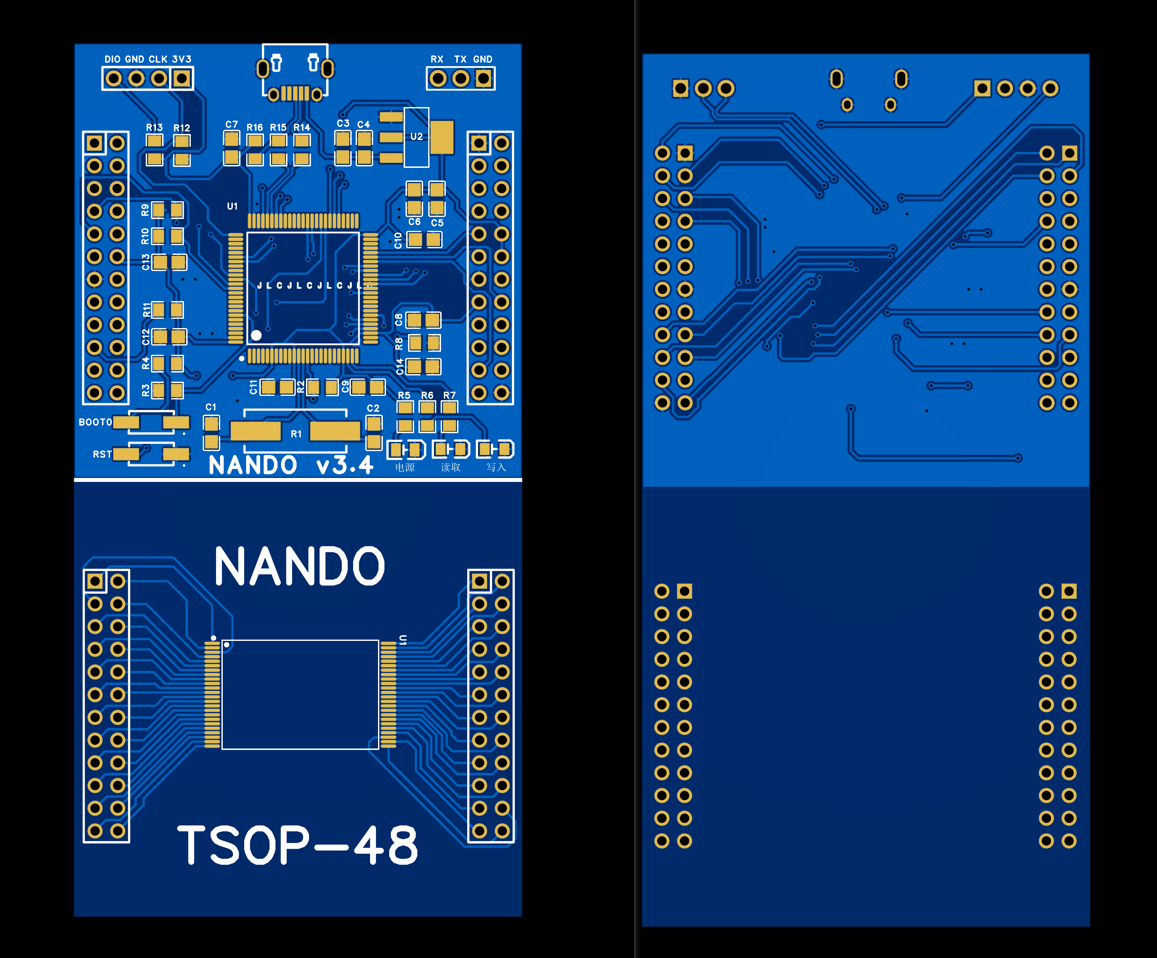 DIO GND CLK 3V3
RX TX GND
R13 R12
C7 R16 R15 R14
C3 C4
U2
U1
R9
R10
C13
C6 C5
C10
JLCJLCJLCJL
R11
C12
R4
R3
C8
R8
C14
C11 R2 C9
R5 R6 R7
BOOT0
C1
R1
C2
RST
NANDO v3.4
电源 读取 写入
NANDO
U1
TSOP-48